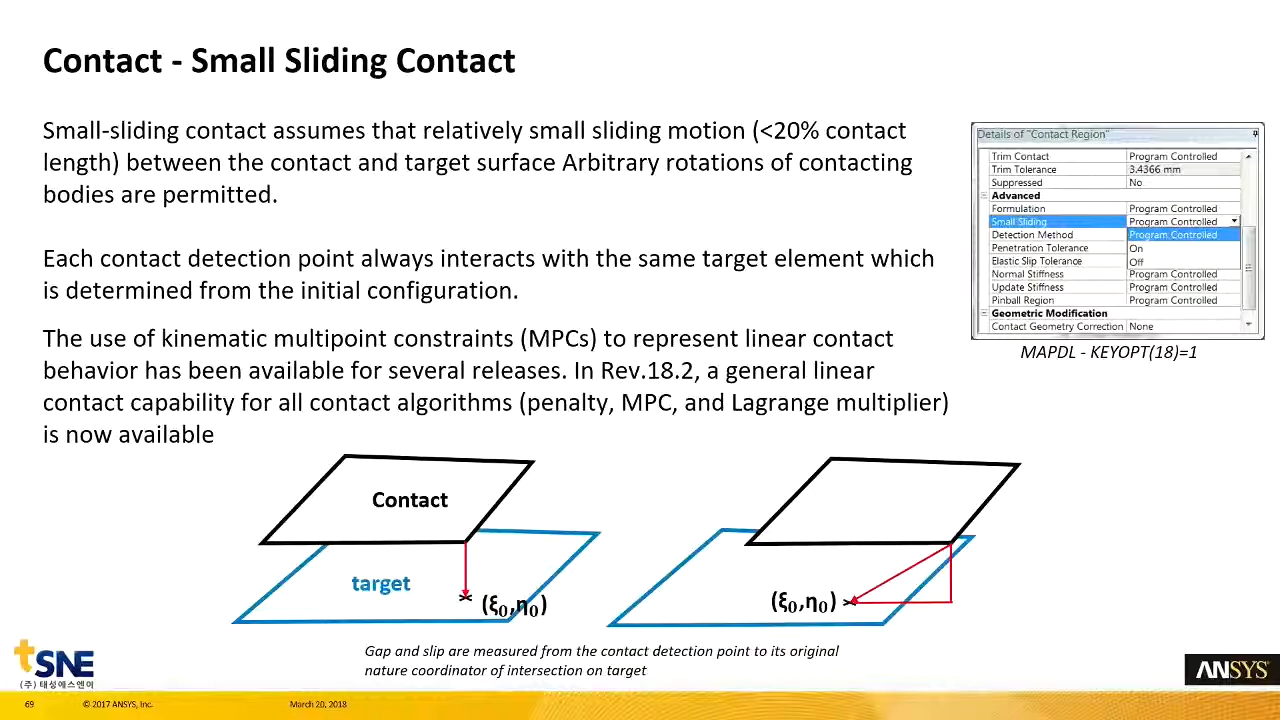 Contact - Small Sliding Contact
Small-sliding contact assumes that relatively small sliding motion (<20% contact
length) between the contact and target surface Arbitrary rotations of contacting
bodies are permitted.
Each contact detection point always interacts with the same target element which
is determined from the initial configuration.
The use of kinematic multipoint constraints (MPCs) to represent linear contact
behavior has been available for several releases. In Rev.18.2, a general linear
contact capability for all contact algorithms (penalty, MPC, and Lagrange multiplier)
is now available
Details of "Contact Region"
Trim Contact Program Controlled
Trim Tolerance 3.4366 mm
Suppressed No
Advanced
Formulation Program Controlled
Small Sliding Program Controlled
Detection Method Program Controlled
Penetration Tolerance On
Elastic Slip Tolerance Off
Normal Stiffness Program Controlled
Update Stiffness Program Controlled
Pinball Region Program Controlled
Geometric Modification
Contact Geometry Correction None
MAPDL - KEYOPT(18)=1
Contact
target
(ξ₀,η₀)
(ξ₀,η₀)
Gap and slip are measured from the contact detection point to its original
nature coordinator of intersection on target
tSNE
(주) 태성에스엔이
ANSYS
69 © 2017 ANSYS, Inc. March 20, 2018